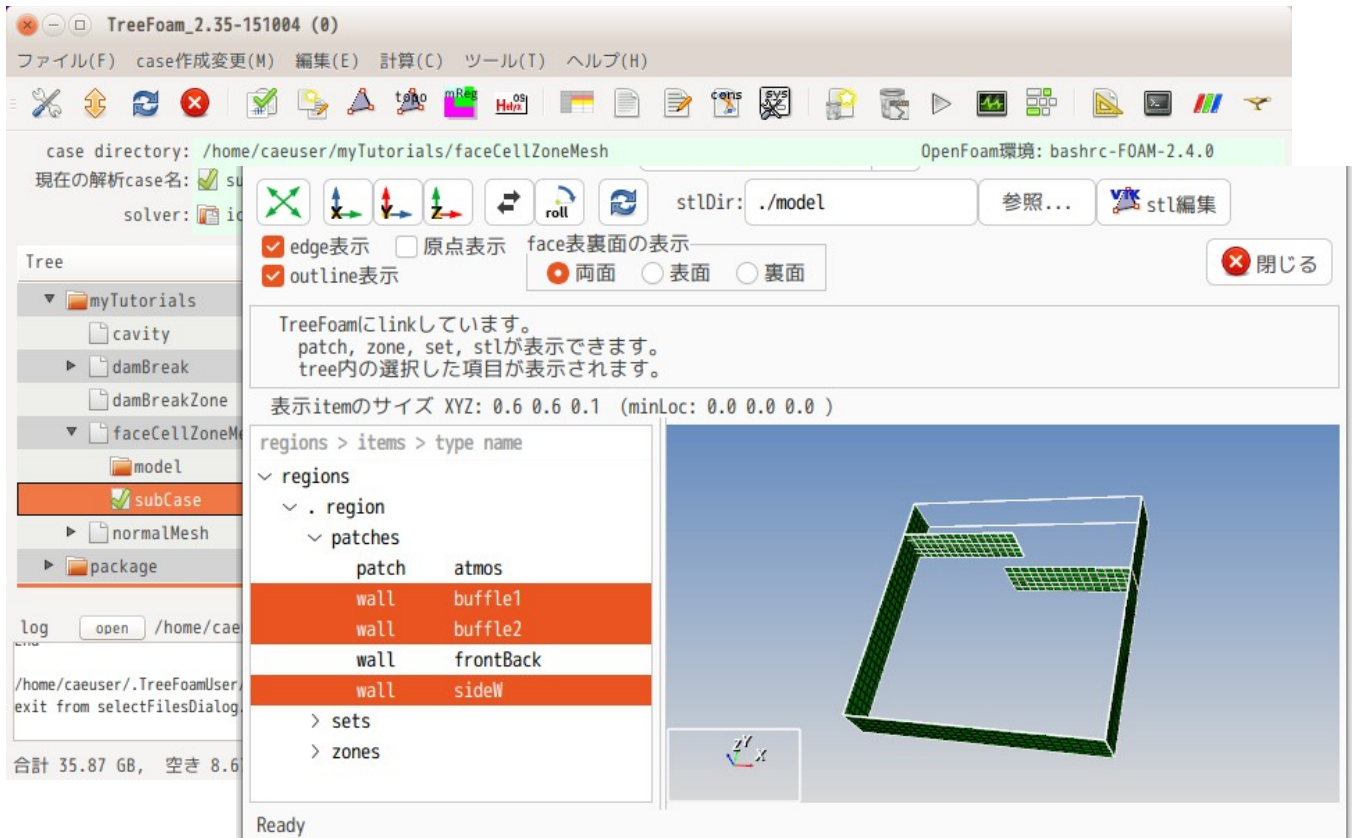 TreeFoam_2.35-151004 (0)
ファイル(F) case作成変更(M) 編集(E) 計算(C) ツール(T) ヘルプ(H)
topo mReg Helyx OS cons sys
case directory: /home/caeuser/myTutorials/faceCellZoneMesh OpenFoam環境: bashrc-FOAM-2.4.0
現在の解析case名: su
solver: ic
X Y Z roll stlDir: ./model 参照... VTK stl編集
edge表示 原点表示 face表裏面の表示
outline表示 両面 表面 裏面 閉じる
TreeFoamにlinkしています。
patch, zone, set, stlが表示できます。
tree内の選択した項目が表示されます。
表示itemのサイズ XYZ: 0.6 0.6 0.1 (minLoc: 0.0 0.0 0.0 )
Tree
myTutorials
cavity
damBreak
damBreakZone
faceCellZoneMe
model
subCase
normalMesh
package
regions > items > type name
regions
. region
patches
patch atmos
wall buffle1
wall buffle2
wall frontBack
wall sideW
sets
zones
Z Y X
log open /home/cae
/home/caeuser/.TreeFoamUser/
exit from selectFilesDialog.
合計 35.87 GB, 空き 8.6
Ready